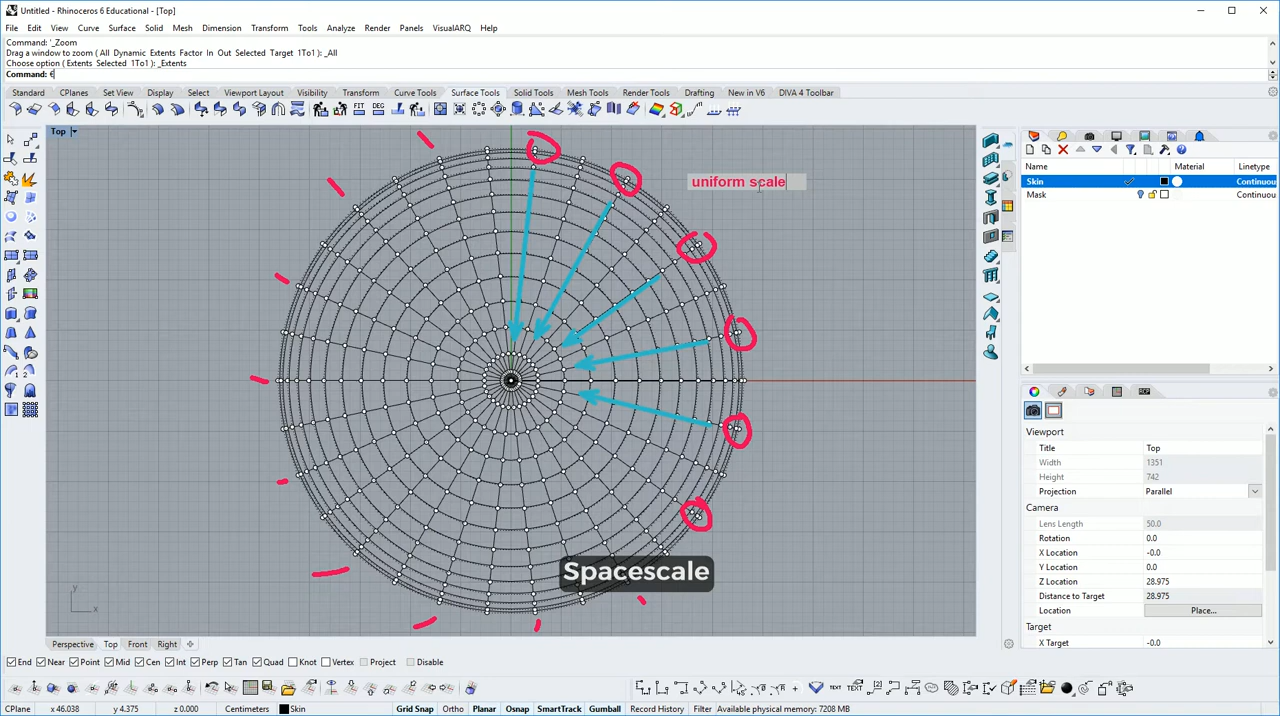 Untitled - Rhinoceros 6 Educational - [Top]
File Edit View Curve Surface Solid Mesh Dimension Transform Tools Analyze Render Panels VisualARQ Help
Command: '_Zoom
Drag a window to zoom ( All Dynamic Extents Factor In Out Selected Target 1To1 ): _All
Choose option ( Extents Selected 1To1 ): _Extents
Command: €
Standard CPlanes Set View Display Select Viewport Layout Visibility Transform Curve Tools Surface Tools Solid Tools Mesh Tools Render Tools Drafting New in V6 DIVA 4 Toolbar
Top
uniform scale
Spacescale
y
x
Name Material Linetype
Skin Continuou
Mask Continuou
Viewport
Title Top
Width 1351
Height 742
Projection Parallel
Camera
Lens Length 50.0
Rotation 0.0
X Location -0.0
Y Location 0.0
Z Location 28.975
Distance to Target 28.975
Location Place...
Target
X Target -0.0
Perspective Top Front Right
End Near Point Mid Cen Int Perp Tan Quad Knot Vertex Project Disable
CPlane x 46.038 y 4.375 z 0.000 Centimeters Skin Grid Snap Ortho Planar Osnap SmartTrack Gumball Record History Filter Available physical memory: 7208 MB